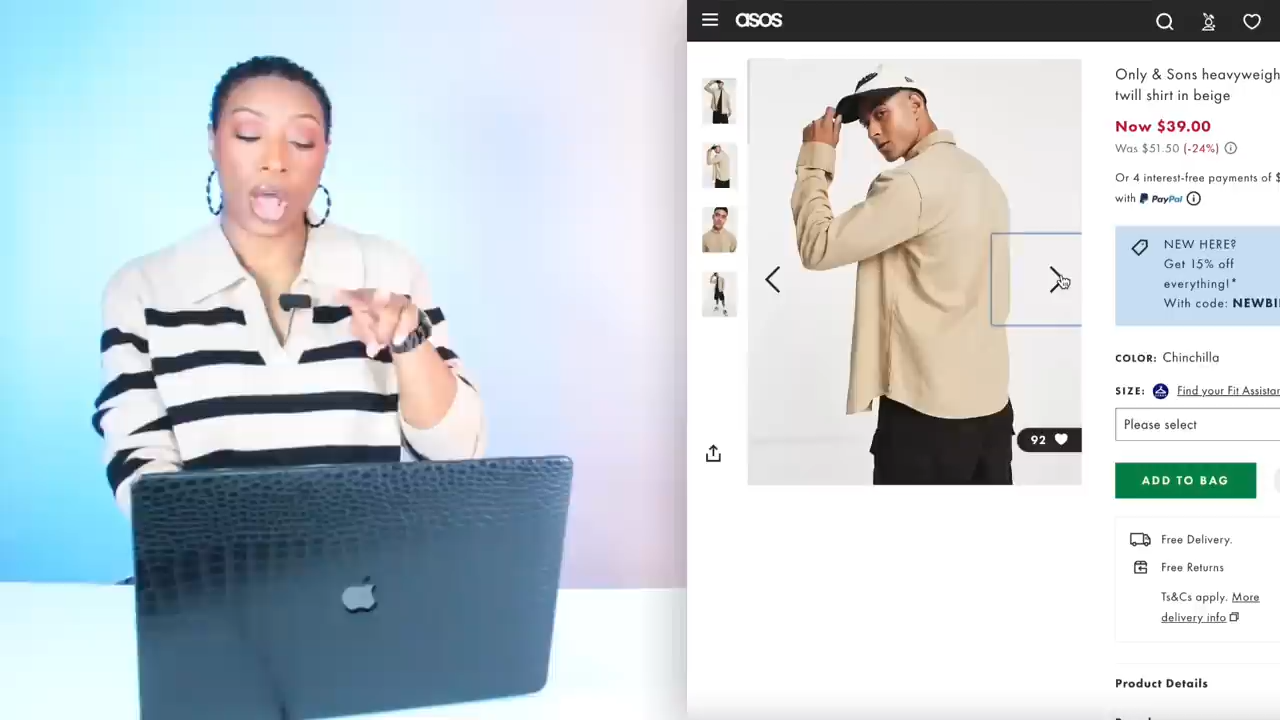 asos
Only & Sons heavyweigh
twill shirt in beige
Now $39.00
Was $51.50 (-24%)
Or 4 interest-free payments of $
with PayPal
NEW HERE?
Get 15% off
everything!*
With code: NEWBI
92
COLOR: Chinchilla
SIZE: Find your Fit Assistan
Please select
ADD TO BAG
Free Delivery.
Free Returns
Ts&Cs apply. More
delivery info
Product Details